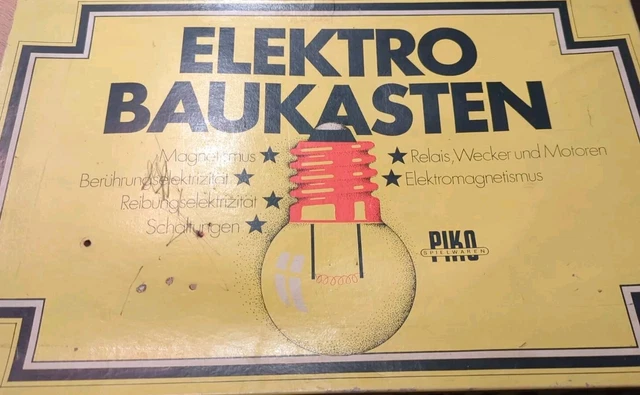 ELEKTRO
BAUKASTEN
Magnetismus ★
Berührungselektrizität ★
Reibungselektrizität ★
Schaltungen ★
★ Relais, Wecker und Motoren
★ Elektromagnetismus
PIKO
SPIELWAREN